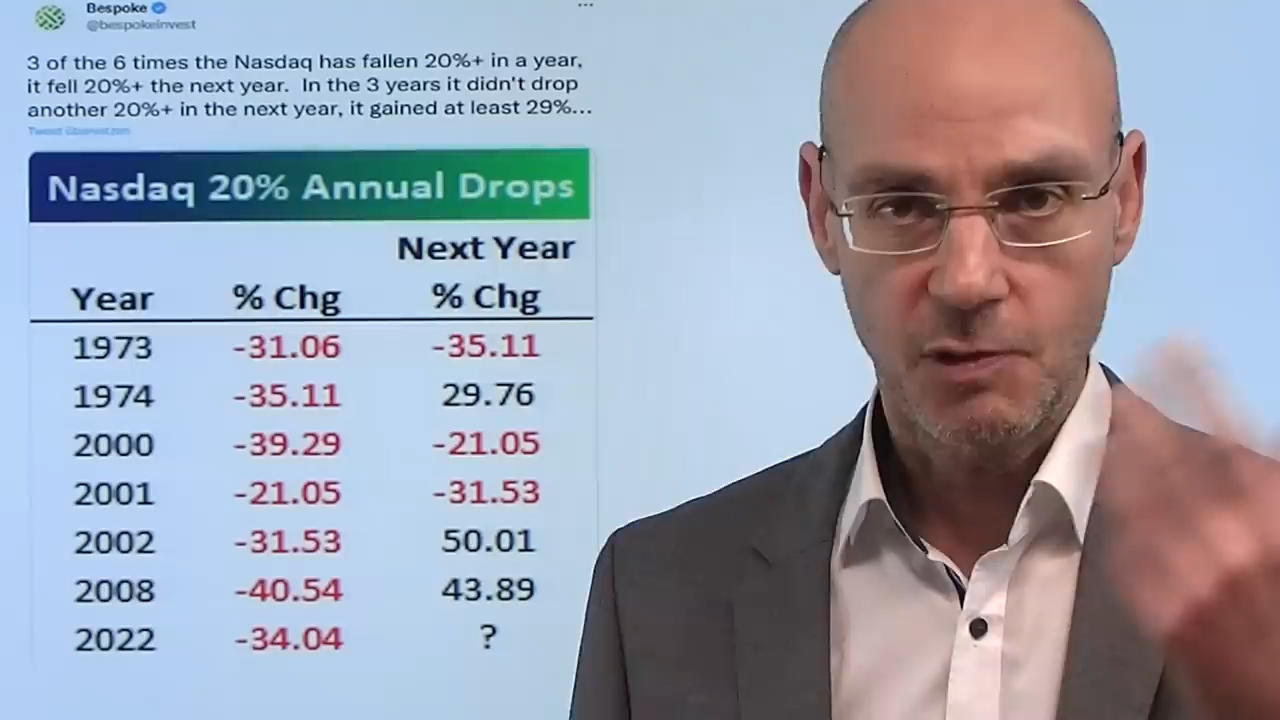 Bespoke
@bespokeinvest
3 of the 6 times the Nasdaq has fallen 20%+ in a year,
it fell 20%+ the next year. In the 3 years it didn't drop
another 20%+ in the next year, it gained at least 29%...
Nasdaq 20% Annual Drops
Next Year
Year % Chg % Chg
1973 -31.06 -35.11
1974 -35.11 29.76
2000 -39.29 -21.05
2001 -21.05 -31.53
2002 -31.53 50.01
2008 -40.54 43.89
2022 -34.04 ?